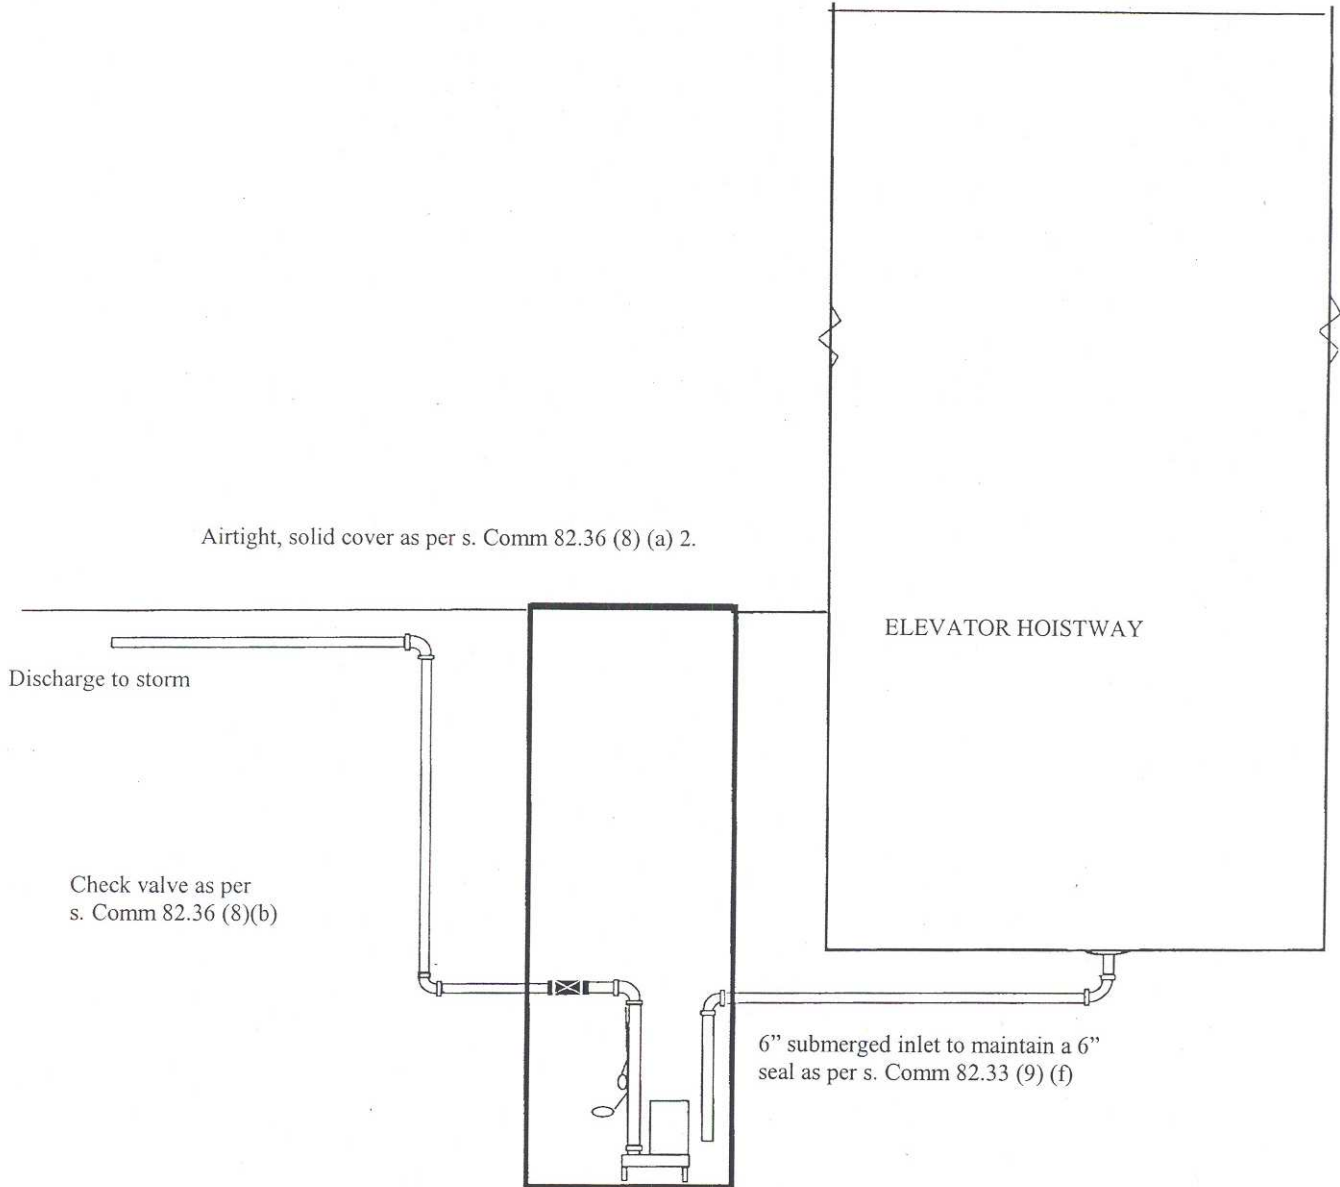 Airtight, solid cover as per s. Comm 82.36 (8) (a) 2.
ELEVATOR HOISTWAY
Discharge to storm
Check valve as per
s. Comm 82.36 (8)(b)
6” submerged inlet to maintain a 6”
seal as per s. Comm 82.33 (9) (f)